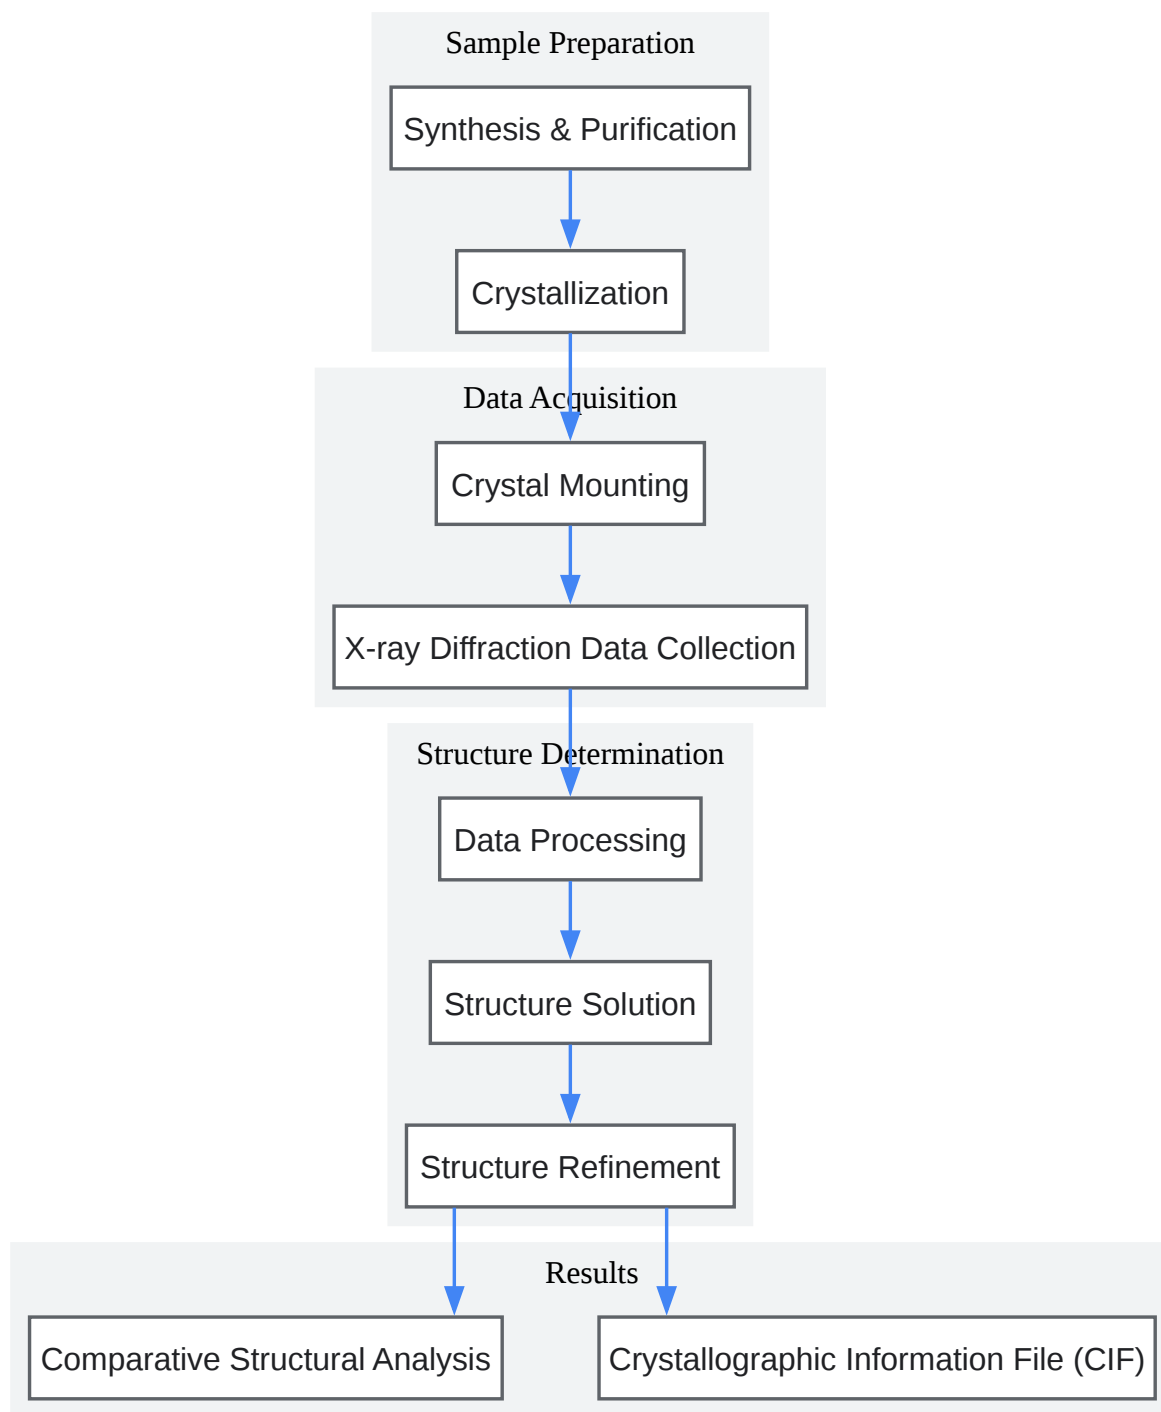 Sample Preparation
Synthesis & Purification
Crystallization
Data Acquisition
Crystal Mounting
X-ray Diffraction Data Collection
Structure Determination
Data Processing
Structure Solution
Structure Refinement
Results
Comparative Structural Analysis
Crystallographic Information File (CIF)